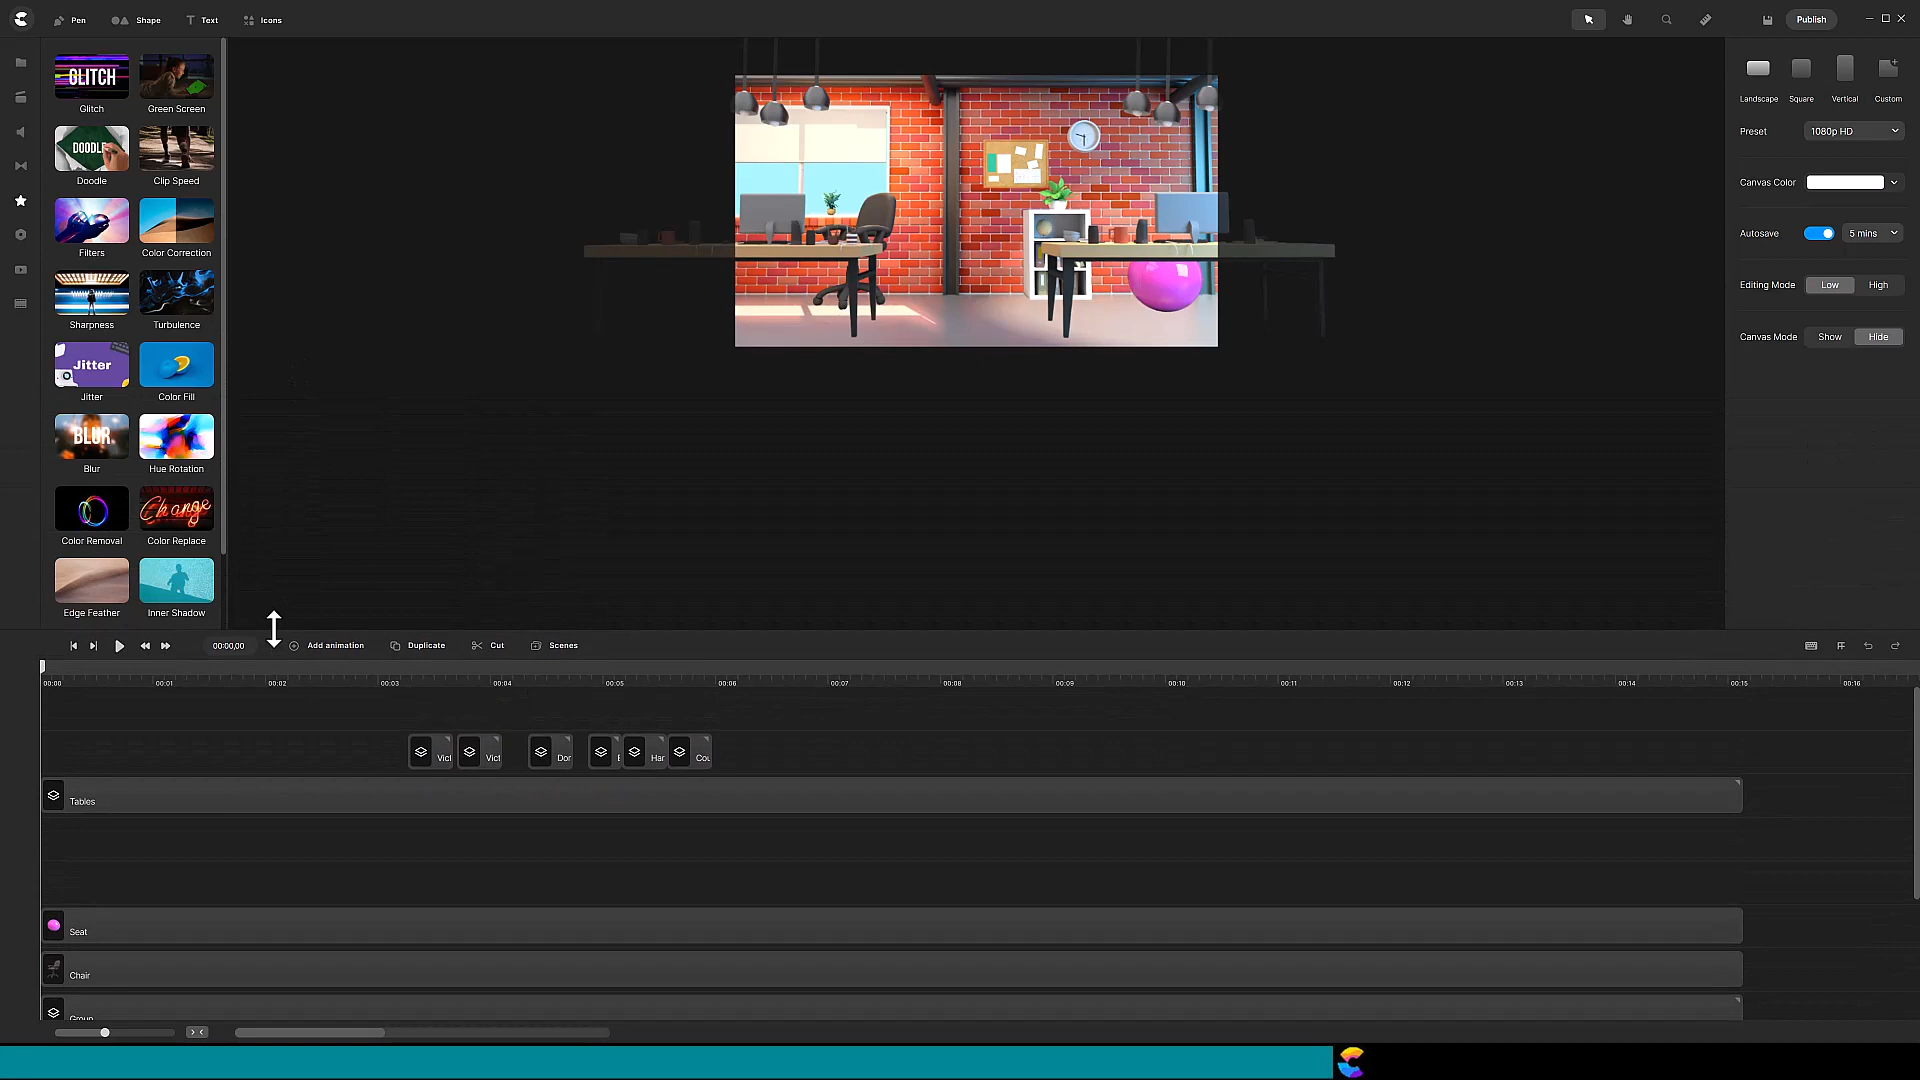 Pen
Shape
Text
Icons
Publish
GLITCH
Glitch
Green Screen
DOODLE
Doodle
Clip Speed
Filters
Color Correction
Sharpness
Turbulence
Jitter
Jitter
Color Fill
BLUR
Blur
Hue Rotation
Change
Color Removal
Color Replace
Edge Feather
Inner Shadow
Landscape
Square
Vertical
Custom
Preset
1080p HD
Canvas Color
Autosave
5 mins
Editing Mode
Low
High
Canvas Mode
Show
Hide
00:00,00
Add animation
Duplicate
Cut
Scenes
00:00
00:01
00:02
00:03
00:04
00:05
00:06
00:07
00:08
00:09
00:10
00:11
00:12
00:13
00:14
00:15
00:16
Vict
Vict
Dor
Har
Cou
Tables
Seat
Chair
Group